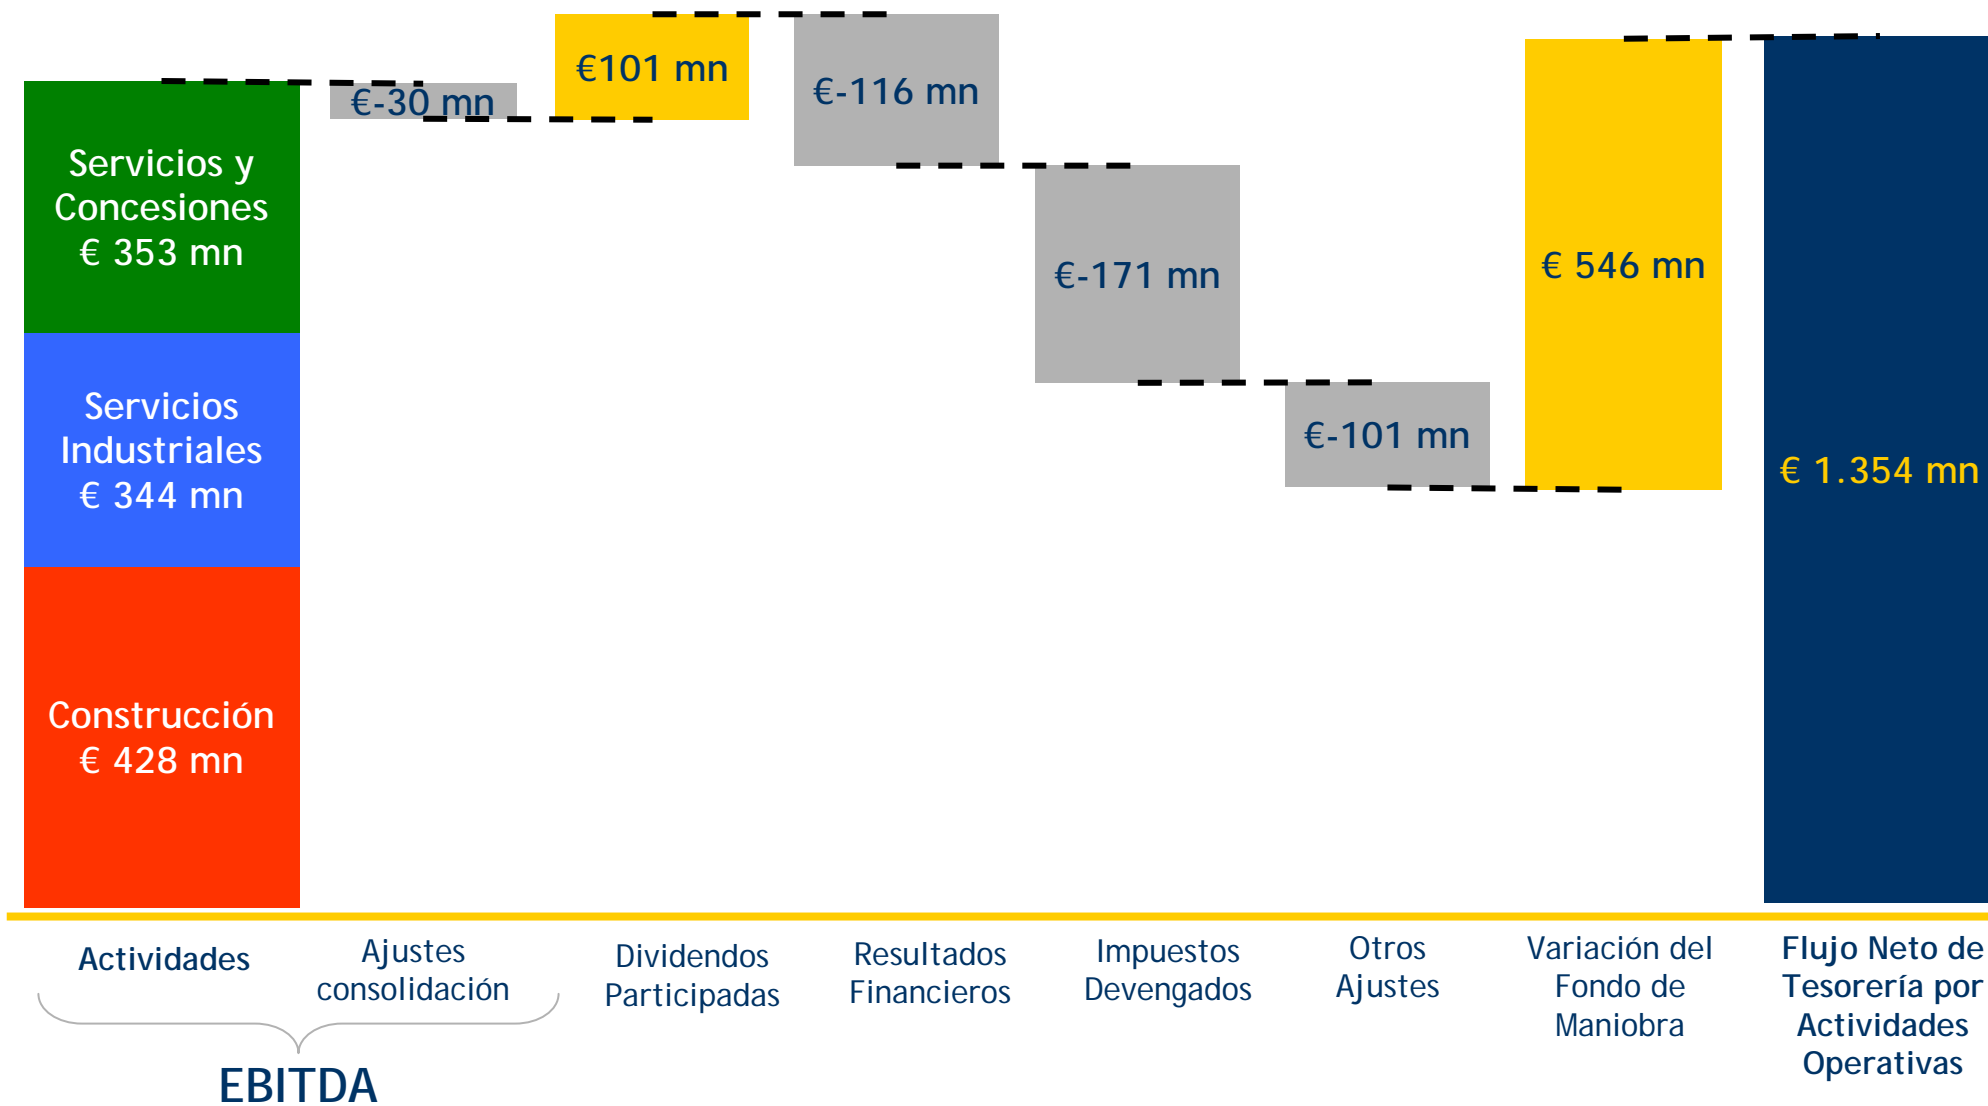 €101 mn
€-30 mn
€-116 mn
Servicios y
Concesiones
€ 353 mn
€-171 mn
€ 546 mn
Servicios
Industriales
€ 344 mn
€-101 mn
€ 1.354 mn
Construcción
€ 428 mn
Actividades
Ajustes
consolidación
Dividendos
Participadas
Resultados
Financieros
Impuestos
Devengados
Otros
Ajustes
Variación del
Fondo de
Maniobra
Flujo Neto de
Tesorería por
Actividades
Operativas
EBITDA